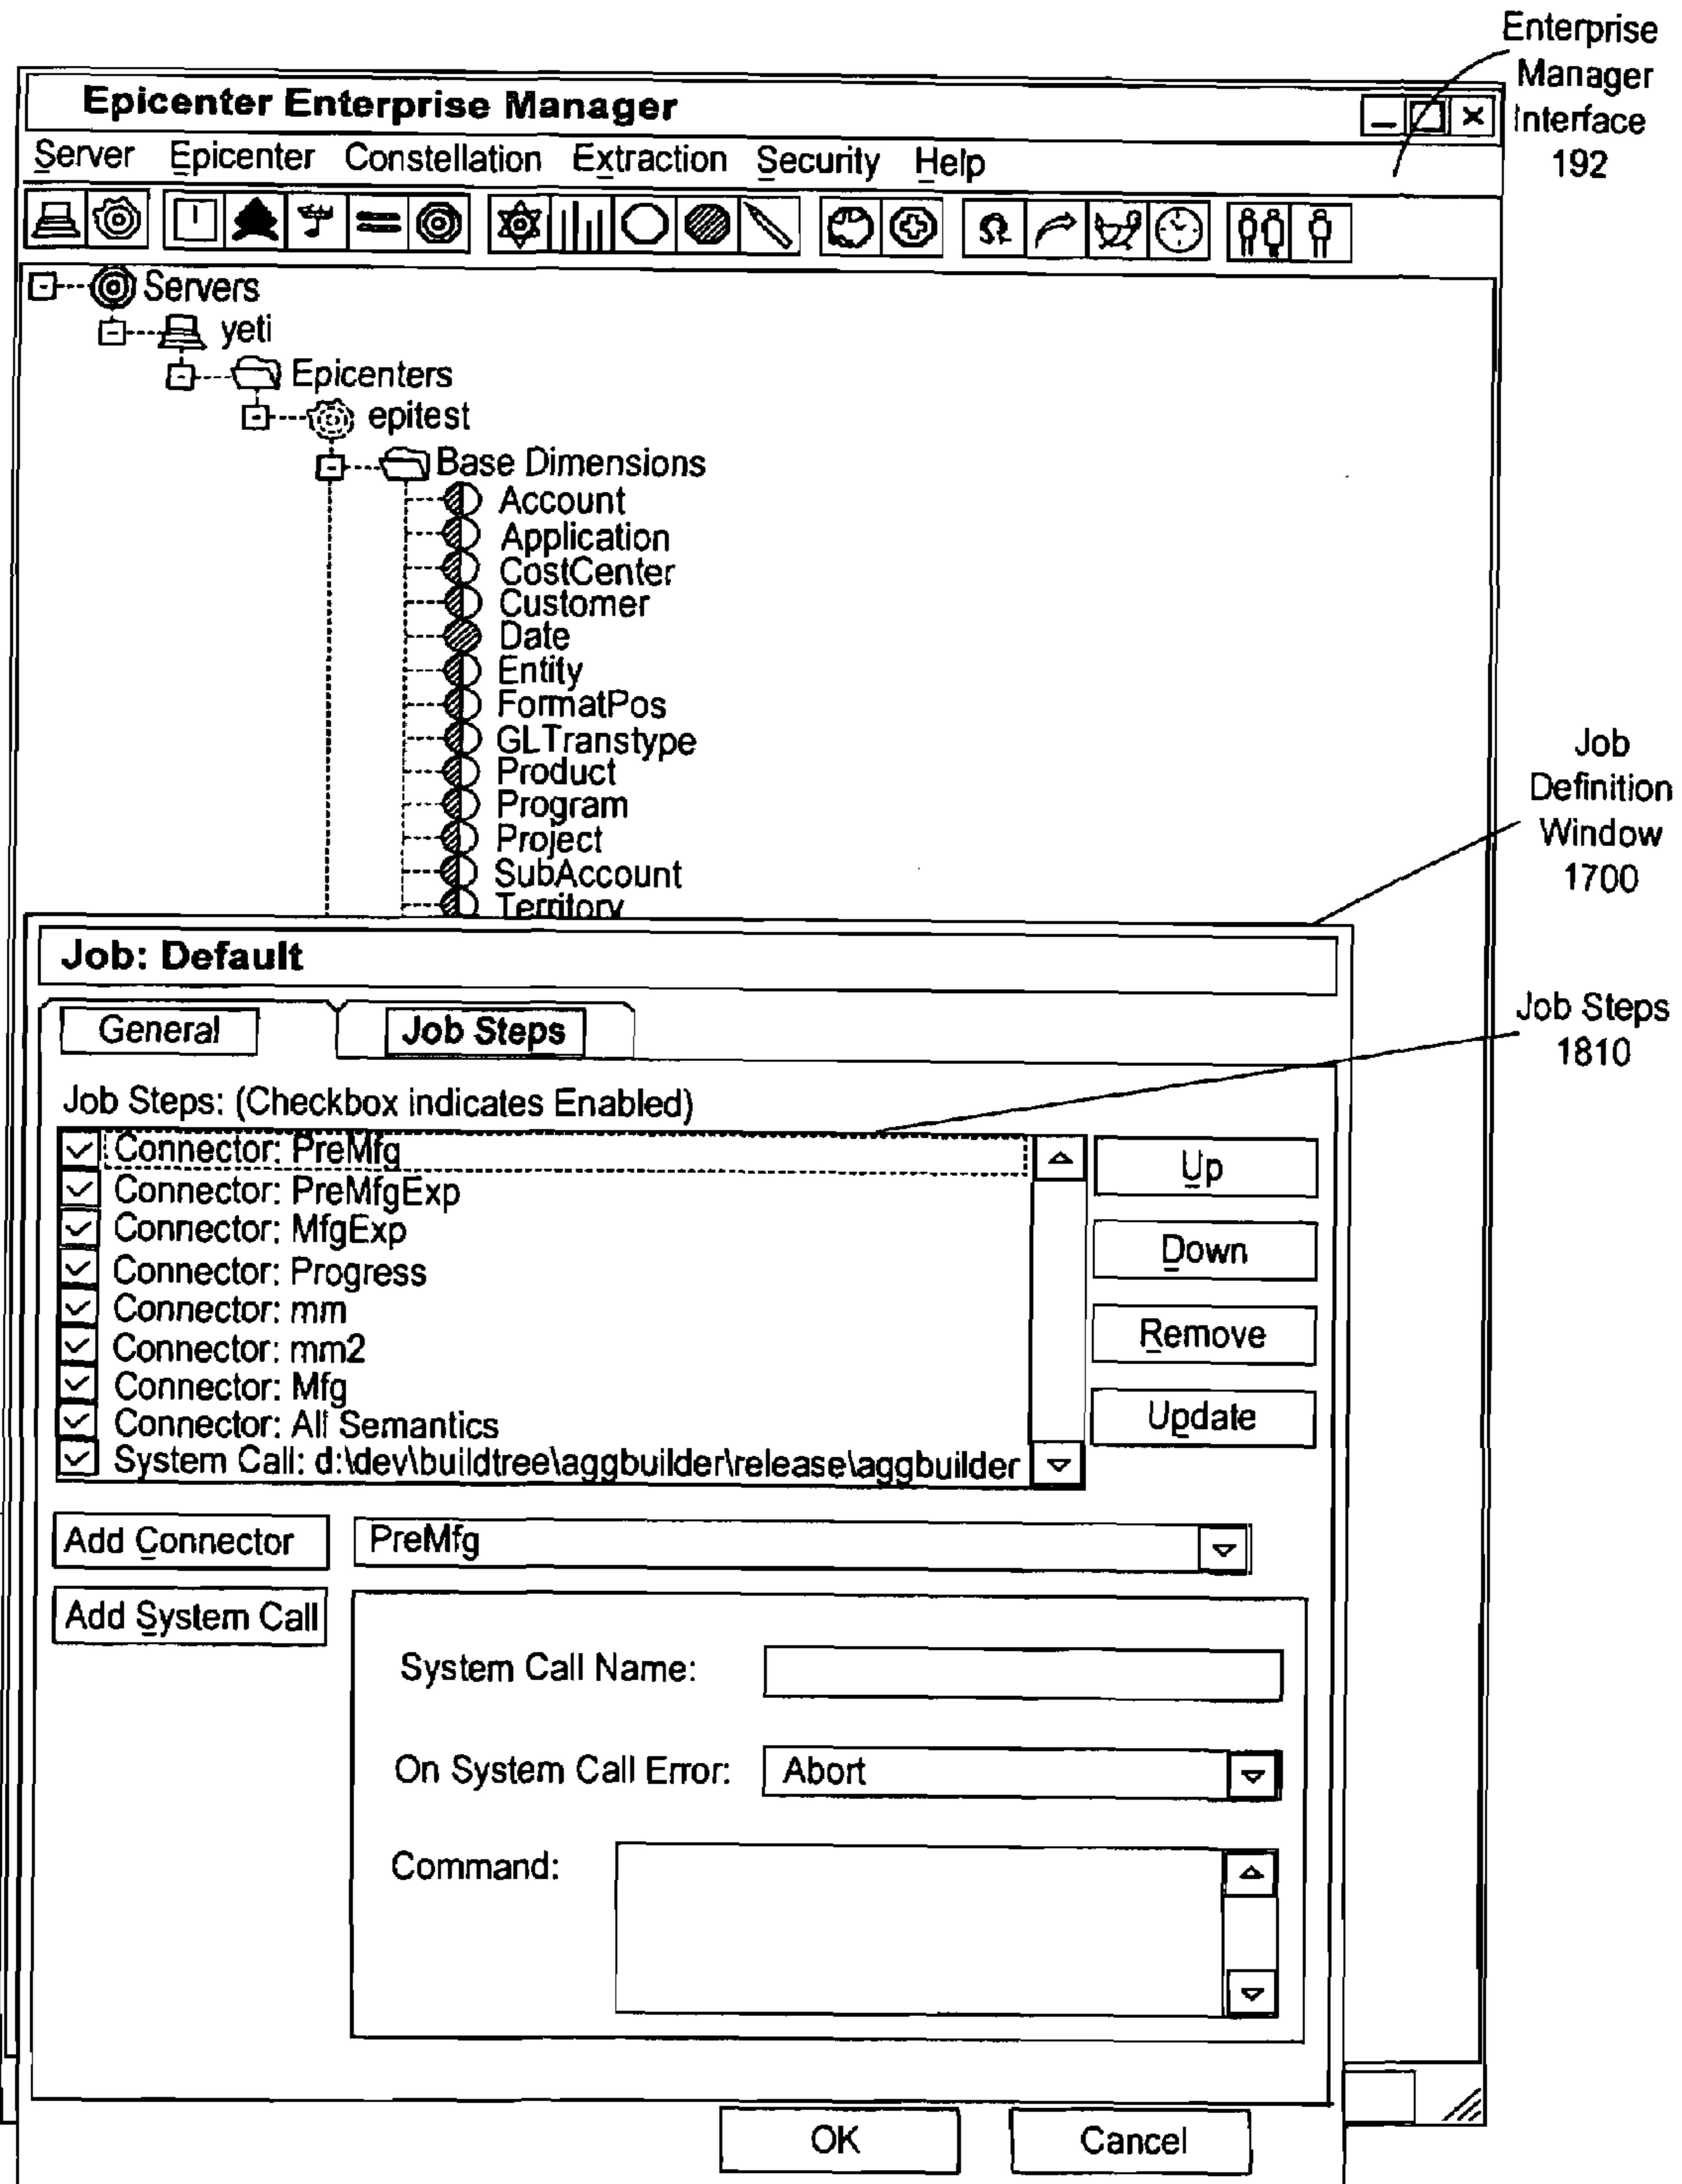 Enterprise
Manager
Interface
192
Epicenter Enterprise Manager
Server Epicenter Constellation Extraction Security Help
Servers
yeti
Epicenters
epitest
Base Dimensions
Account
Application
CostCenter
Customer
Date
Entity
FormatPos
GLTranstype
Product
Program
Project
SubAccount
Territory
Job
Definition
Window
1700
Job: Default
General Job Steps
Job Steps
1810
Job Steps: (Checkbox indicates Enabled)
Connector: PreMfg
Connector: PreMfgExp
Connector: MfgExp
Connector: Progress
Connector: mm
Connector: mm2
Connector: Mfg
Connector: All Semantics
System Call: d:\dev\buildtree\aggbuilder\release\aggbuilder
Up
Down
Remove
Update
Add Connector PreMfg
Add System Call
System Call Name:
On System Call Error: Abort
Command:
OK Cancel